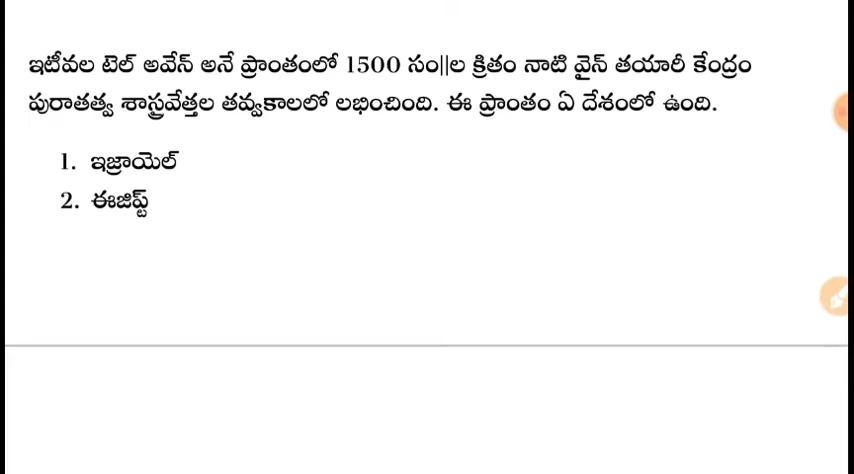 ఇటీవల టెల్ అవేన్ అనే ప్రాంతంలో 1500 సం||ల క్రితం నాటి వైన్ తయారీ కేంద్రం
పురాతత్వ శాస్త్రవేత్తల తవ్వకాలలో లభించింది. ఈ ప్రాంతం ఏ దేశంలో ఉంది.
1. ఇజ్రాయెల్
2. ఈజిప్ట్